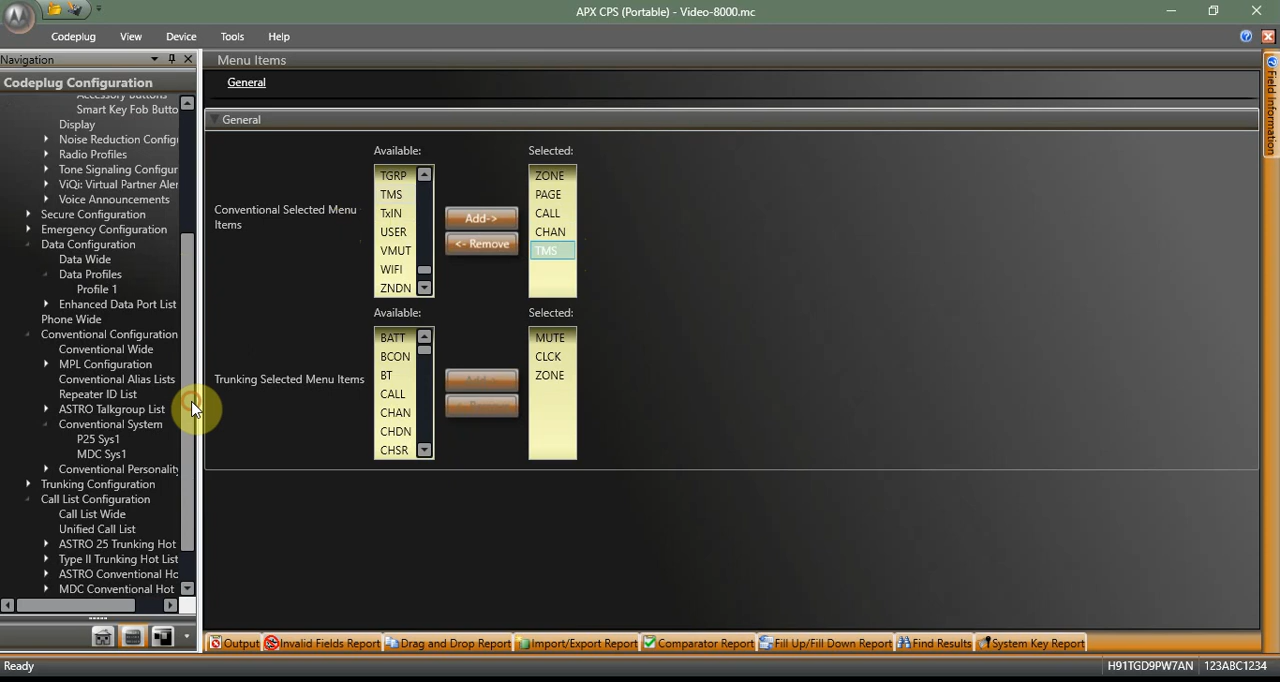 APX CPS (Portable) - Video-8000.mc
Codeplug View Device Tools Help
Navigation
Menu Items
Codeplug Configuration
General
Field Information
Accessory Buttons
Smart Key Fob Butto
Display
Noise Reduction Configu
Radio Profiles
Tone Signaling Configur
ViQi: Virtual Partner Aler
Voice Announcements
Secure Configuration
Emergency Configuration
Data Configuration
Data Wide
Data Profiles
Profile 1
Enhanced Data Port List
Phone Wide
Conventional Configuration
Conventional Wide
MPL Configuration
Conventional Alias Lists
Repeater ID List
ASTRO Talkgroup List
Conventional System
P25 Sys1
MDC Sys1
Conventional Personality
Trunking Configuration
Call List Configuration
Call List Wide
Unified Call List
ASTRO 25 Trunking Hot
Type II Trunking Hot List
ASTRO Conventional Ho
MDC Conventional Hot
General
Conventional Selected Menu
Items
Available:
TGRP
TMS
TxIN
USER
VMUT
WIFI
ZNDN
Add->
<- Remove
Selected:
ZONE
PAGE
CALL
CHAN
TMS
Trunking Selected Menu Items
Available:
BATT
BCON
BT
CALL
CHAN
CHDN
CHSR
Selected:
MUTE
CLCK
ZONE
Output Invalid Fields Report Drag and Drop Report Import/Export Report Comparator Report Fill Up/Fill Down Report Find Results System Key Report
Ready H91TGD9PW7AN 123ABC1234